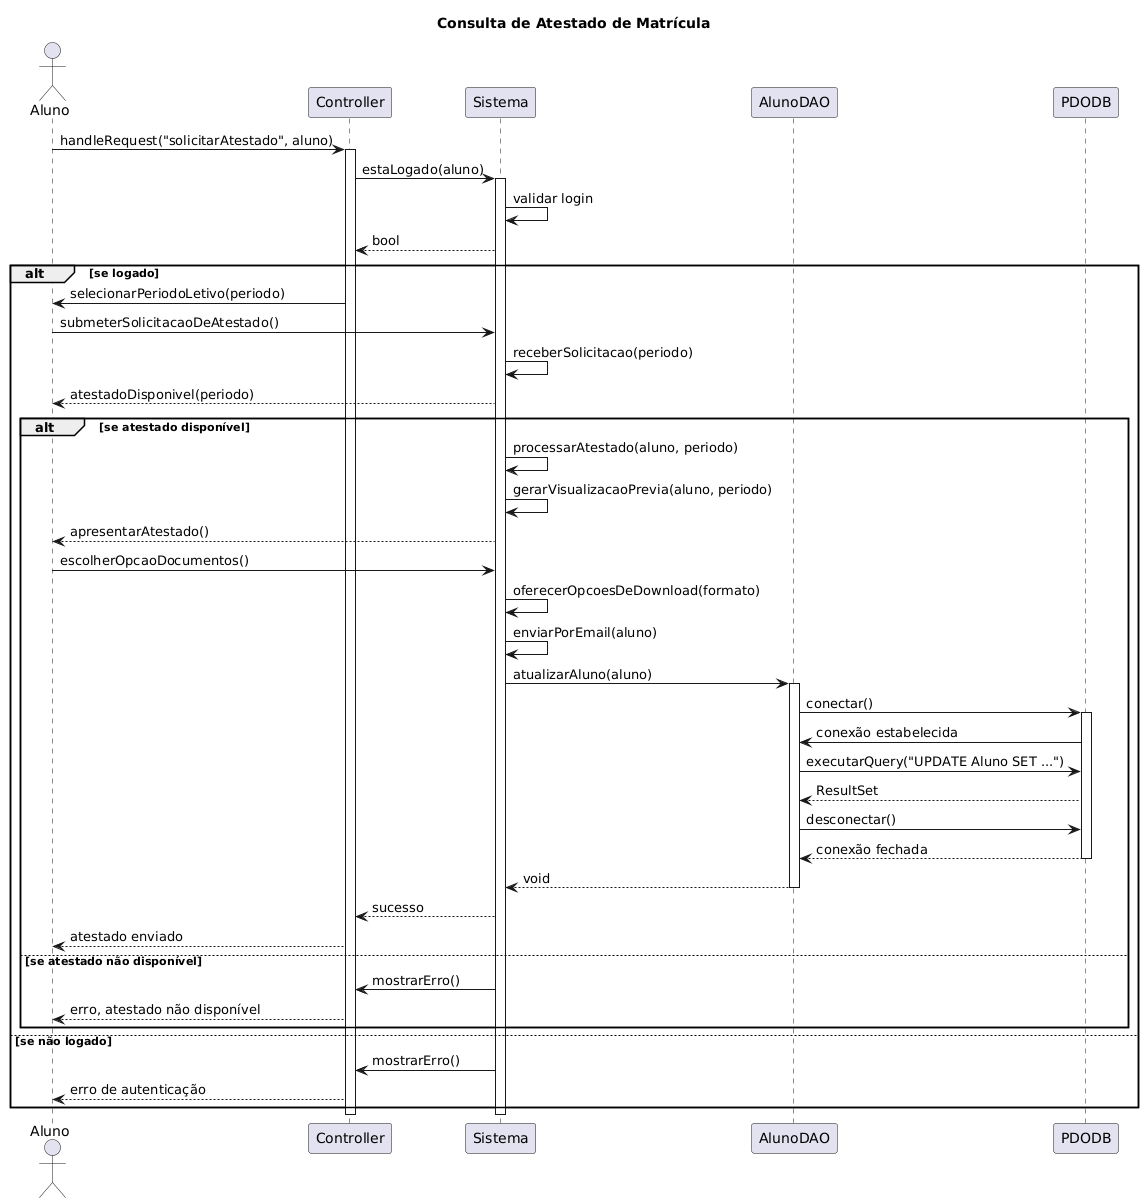 Consulta de Atestado de Matrícula
Aluno
Controller
Sistema
AlunoDAO
PDODB
handleRequest("solicitarAtestado", aluno)
estaLogado(aluno)
validar login
bool
alt
[se logado]
selecionarPeriodoLetivo(periodo)
submeterSolicitacaoDeAtestado()
receberSolicitacao(periodo)
atestadoDisponivel(periodo)
alt
[se atestado disponível]
processarAtestado(aluno, periodo)
gerarVisualizacaoPrevia(aluno, periodo)
apresentarAtestado()
escolherOpcaoDocumentos()
oferecerOpcoesDeDownload(formato)
enviarPorEmail(aluno)
atualizarAluno(aluno)
conectar()
conexão estabelecida
executarQuery("UPDATE Aluno SET ...")
ResultSet
desconectar()
conexão fechada
void
sucesso
atestado enviado
[se atestado não disponível]
mostrarErro()
erro, atestado não disponível
[se não logado]
mostrarErro()
erro de autenticação
Aluno
Controller
Sistema
AlunoDAO
PDODB